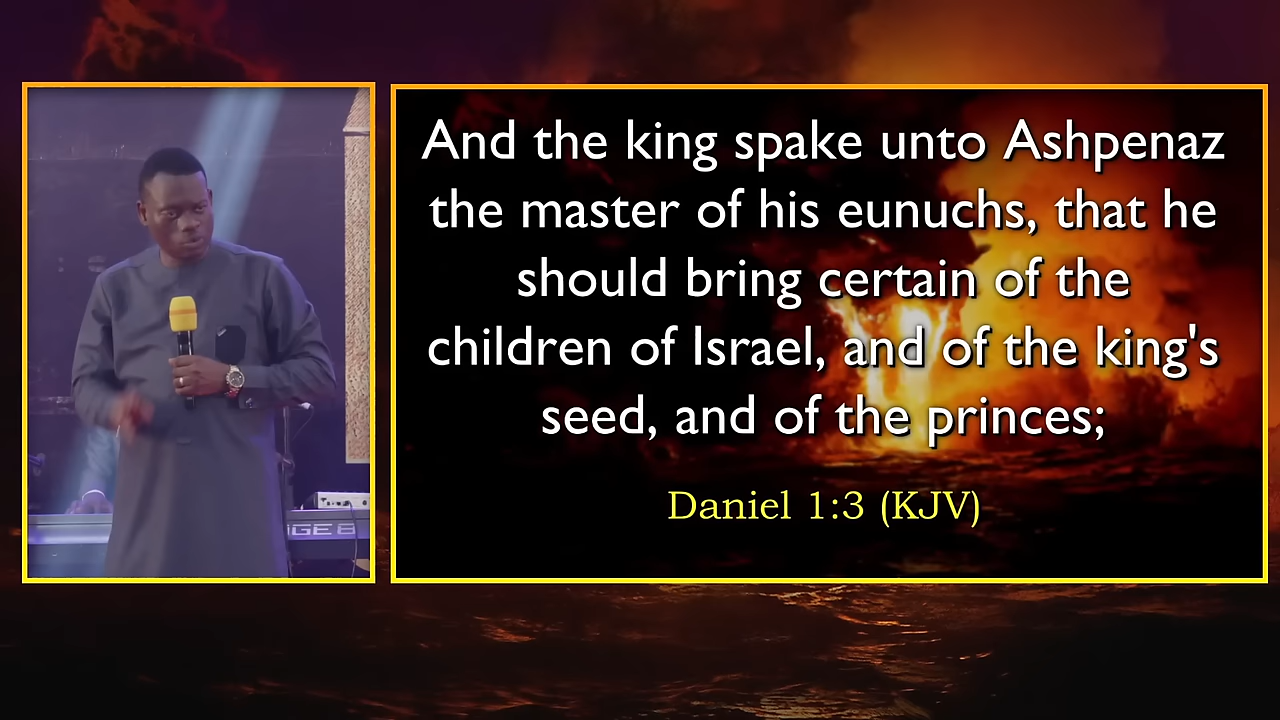 And the king spake unto Ashpenaz
the master of his eunuchs, that he
should bring certain of the
children of Israel, and of the king's
seed, and of the princes;
Daniel 1:3 (KJV)